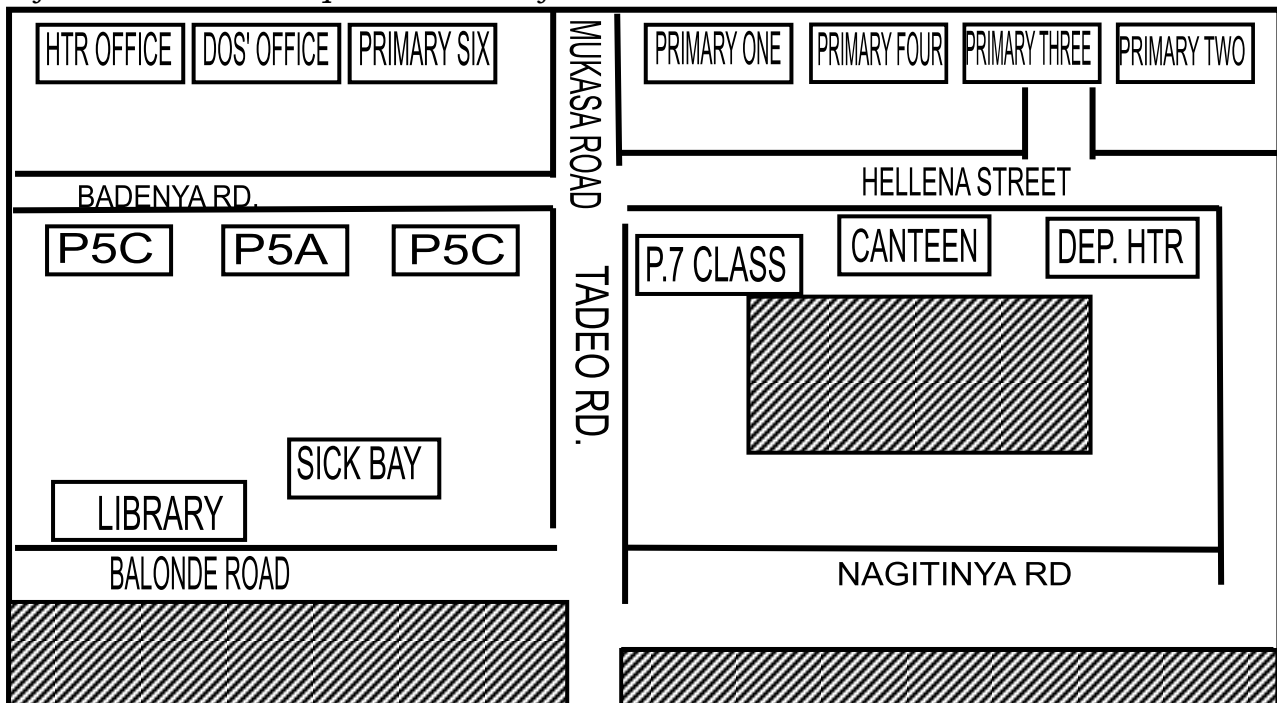 HTR OFFICE
DOS' OFFICE
PRIMARY SIX
MUKASA ROAD
PRIMARY ONE
PRIMARY FOUR
PRIMARY THREE
PRIMARY TWO
BADENYA RD.
HELLENA STREET
P5C
P5A
P5C
TADEO RD.
P.7 CLASS
CANTEEN
DEP. HTR
SICK BAY
LIBRARY
BALONDE ROAD
NAGITINYA RD